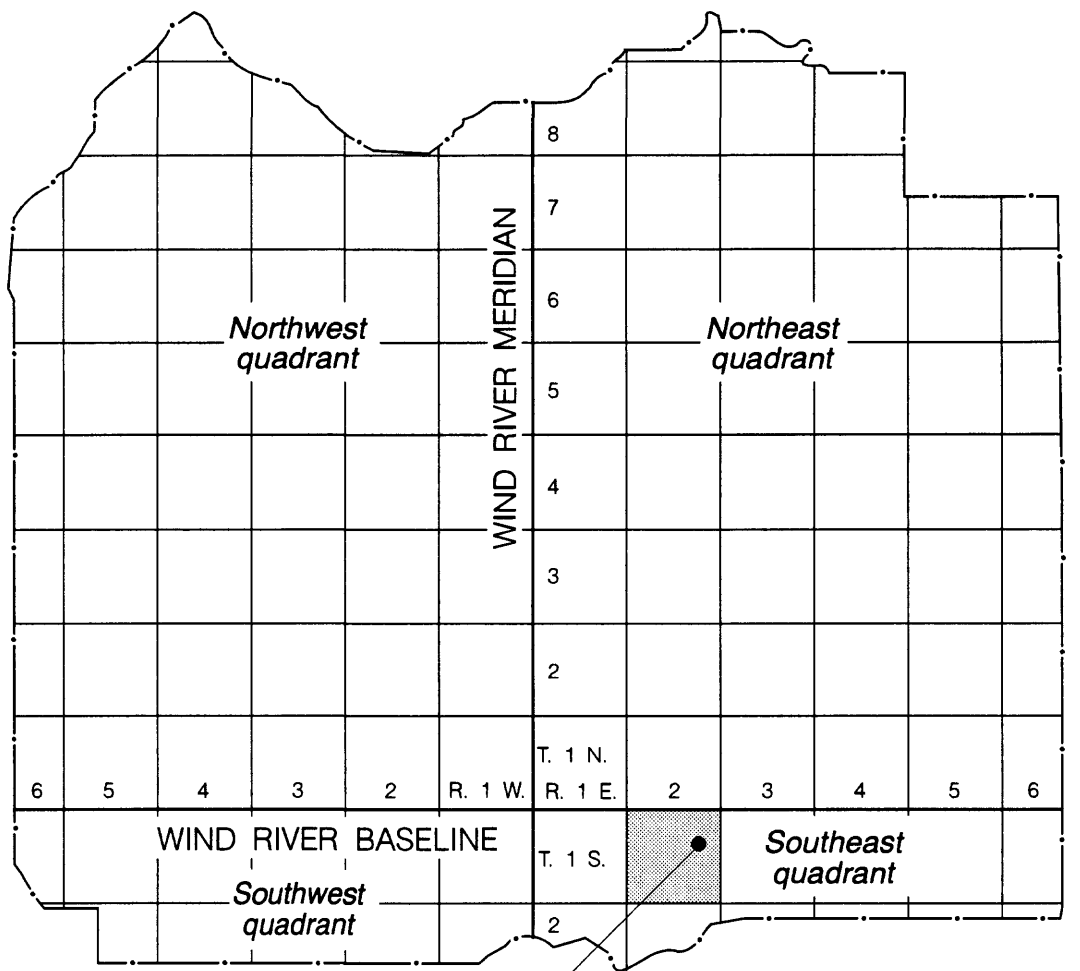 8
7
WIND RIVER MERIDIAN
6
Northwest
quadrant
Northeast
quadrant
5
4
3
2
T. 1 N.
6 5 4 3 2 R. 1 W. R. 1 E. 2 3 4 5 6
WIND RIVER BASELINE
T. 1 S.
Southeast
quadrant
Southwest
quadrant
2